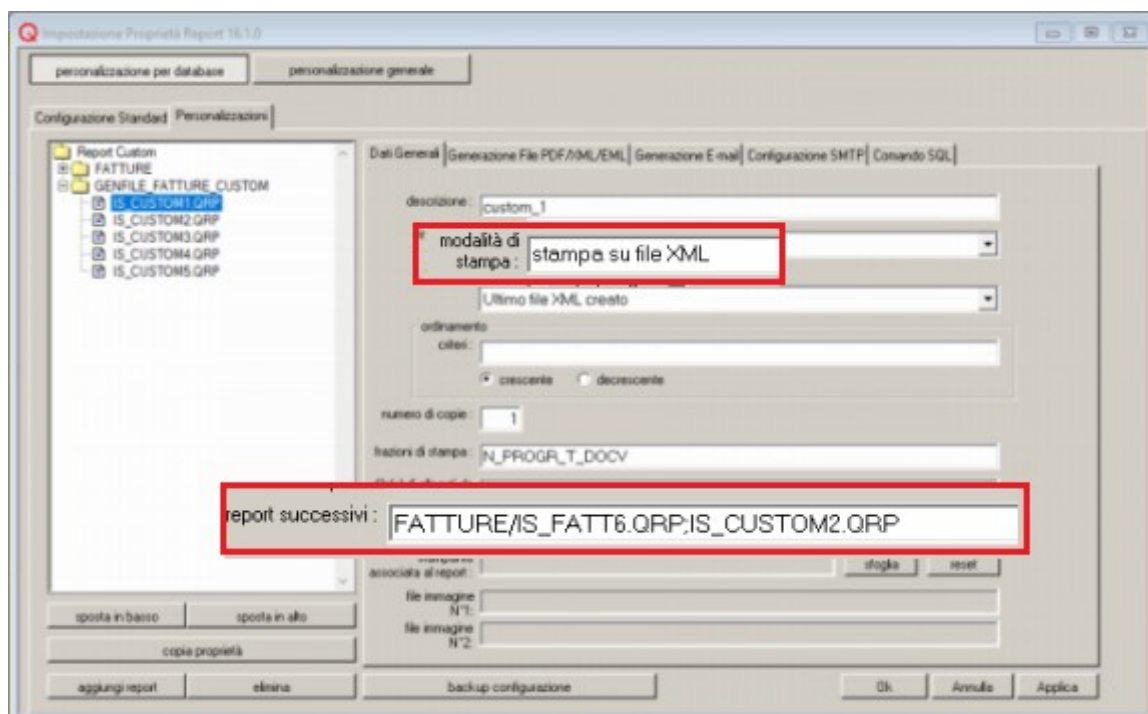 Impostazione Proprietà Report 16.1.0
personalizzazione per database
personalizzazione generale
Configurazione Standard
Personalizzazioni
Report Custom
FATTURE
GENFILE_FATTURE_CUSTOM
IS_CUSTOM1.QRP
IS_CUSTOM2.QRP
IS_CUSTOM3.QRP
IS_CUSTOM4.QRP
IS_CUSTOM5.QRP
Dati Generali
Generazione File PDF/XML/EML
Generazione E-mail
Configurazione SMTP
Comando SQL
descrizione : custom_1
modalità di
stampa : stampa su file XML
Ultimo file XML creato
ordinamento
criteri :
crescente
decrescente
numero di copie : 1
frazioni di stampa : N_PROGR_T_DOCV
report successivi : FATTURE/IS_FATT6.QRP;IS_CUSTOM2.QRP
associata al report :
sfoglia
reset
file immagine
N°1:
file immagine
N°2:
sposta in basso
sposta in alto
copia proprietà
aggiungi report
elimina
backup configurazione
Ok
Annulla
Applica